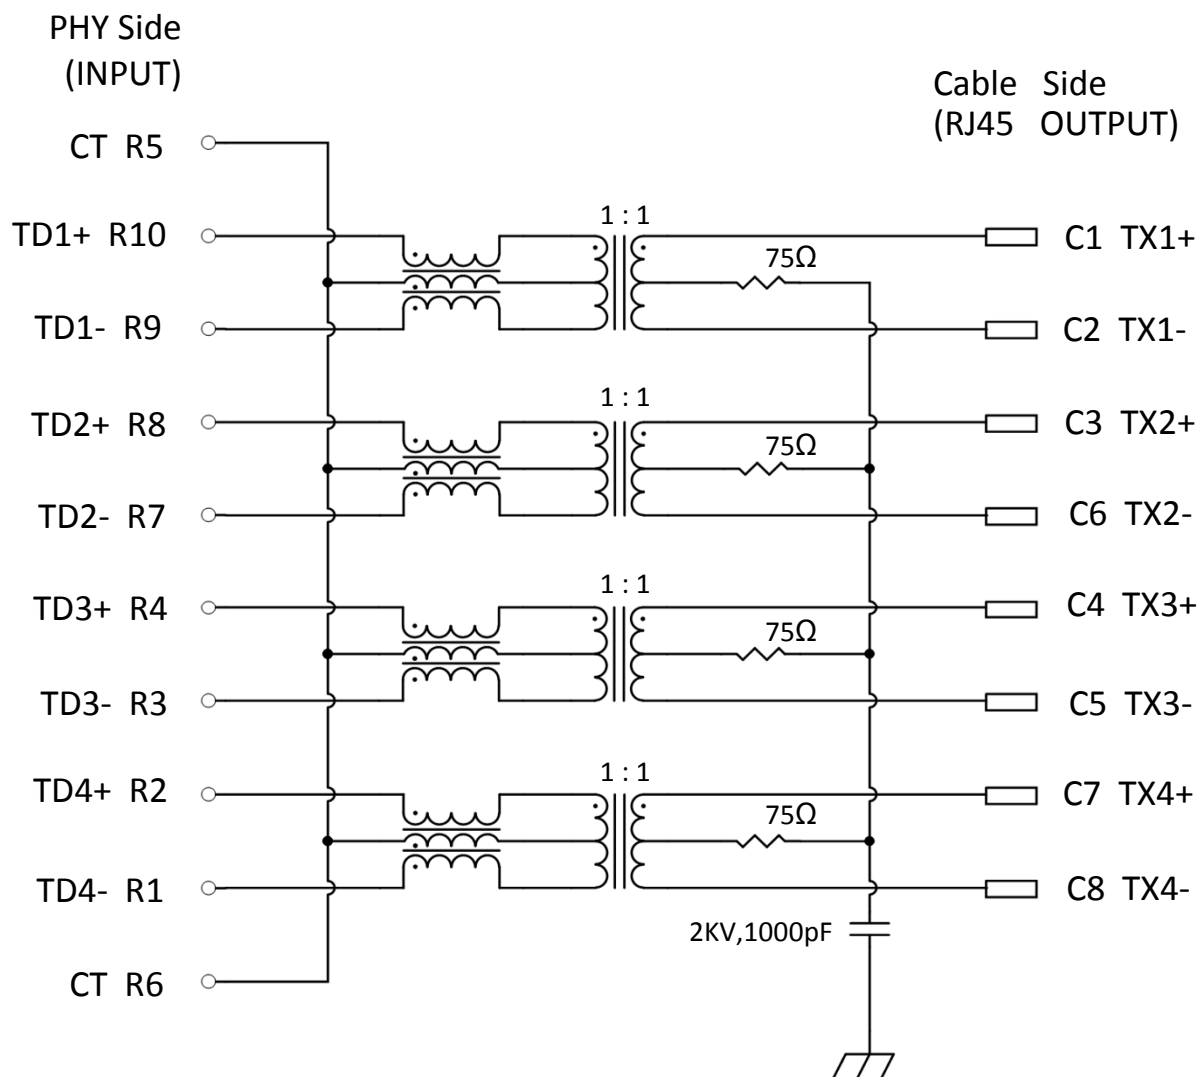 PHY Side
(INPUT)
Cable Side
(RJ45 OUTPUT)
CT R5
TD1+ R10
1 : 1
75Ω
C1 TX1+
TD1- R9
C2 TX1-
TD2+ R8
1 : 1
75Ω
C3 TX2+
TD2- R7
C6 TX2-
TD3+ R4
1 : 1
75Ω
C4 TX3+
TD3- R3
C5 TX3-
TD4+ R2
1 : 1
75Ω
C7 TX4+
TD4- R1
C8 TX4-
2KV,1000pF
CT R6